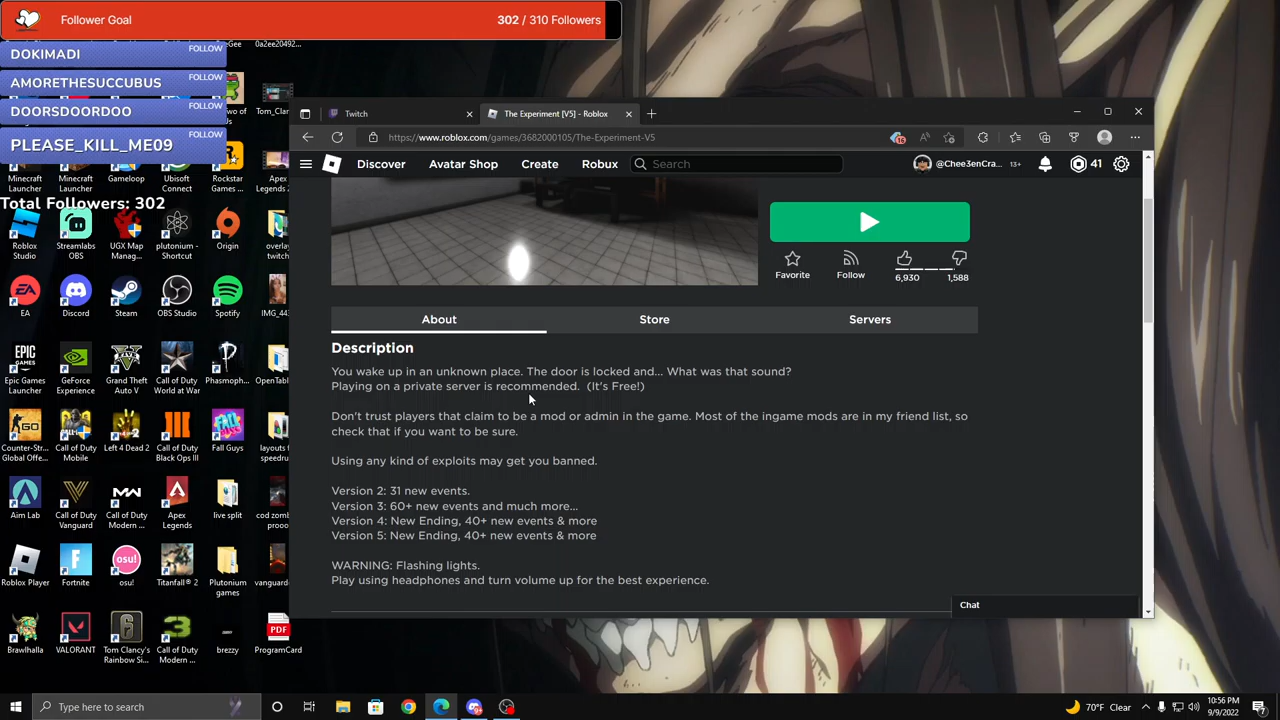 Follower Goal
302 / 310 Followers
DOKIMADI
FOLLOW
AMORETHESUCCUBUS
FOLLOW
DOORSDOORDOO
FOLLOW
PLEASE_KILL_ME09
FOLLOW
Total Followers: 302
Minecraft Launcher
Minecraft Launcher
Gameloop
Ubisoft Connect
Rockstar Games ...
Apex Legends
Roblox Studio
Streamlabs OBS
UGX Map Manag...
plutonium - Shortcut
Origin
overlay twitch
EA
Discord
Steam
OBS Studio
Spotify
Epic Games Launcher
GeForce Experience
Grand Theft Auto V
Call of Duty World at War
Phasmoph...
OpenTabl
Counter-Str... Global Offe...
Call of Duty Mobile
Left 4 Dead 2
Call of Duty Black Ops III
Fall Guys
layouts f speedru
Aim Lab
Call of Duty Vanguard
Call of Duty Modern ...
Apex Legends
live split
cod zomb
Roblox Player
Fortnite
osu!
Titanfall® 2
Plutonium games
vanguard
Brawlhalla
VALORANT
Tom Clancy's Rainbow Si...
Call of Duty Modern ...
brezzy
PDF
ProgramCard
Twitch
The Experiment [V5] - Roblox
https://www.roblox.com/games/3682000105/The-Experiment-V5
Discover
Avatar Shop
Create
Robux
Search
@Chee3enCra...
13+
41
Favorite
Follow
6,930
1,588
About
Store
Servers
Description
You wake up in an unknown place. The door is locked and... What was that sound?
Playing on a private server is recommended. (It's Free!)
Don't trust players that claim to be a mod or admin in the game. Most of the ingame mods are in my friend list, so
check that if you want to be sure.
Using any kind of exploits may get you banned.
Version 2: 31 new events.
Version 3: 60+ new events and much more...
Version 4: New Ending, 40+ new events & more
Version 5: New Ending, 40+ new events & more
WARNING: Flashing lights.
Play using headphones and turn volume up for the best experience.
Chat
Type here to search
70°F Clear
10:56 PM
9/9/2022